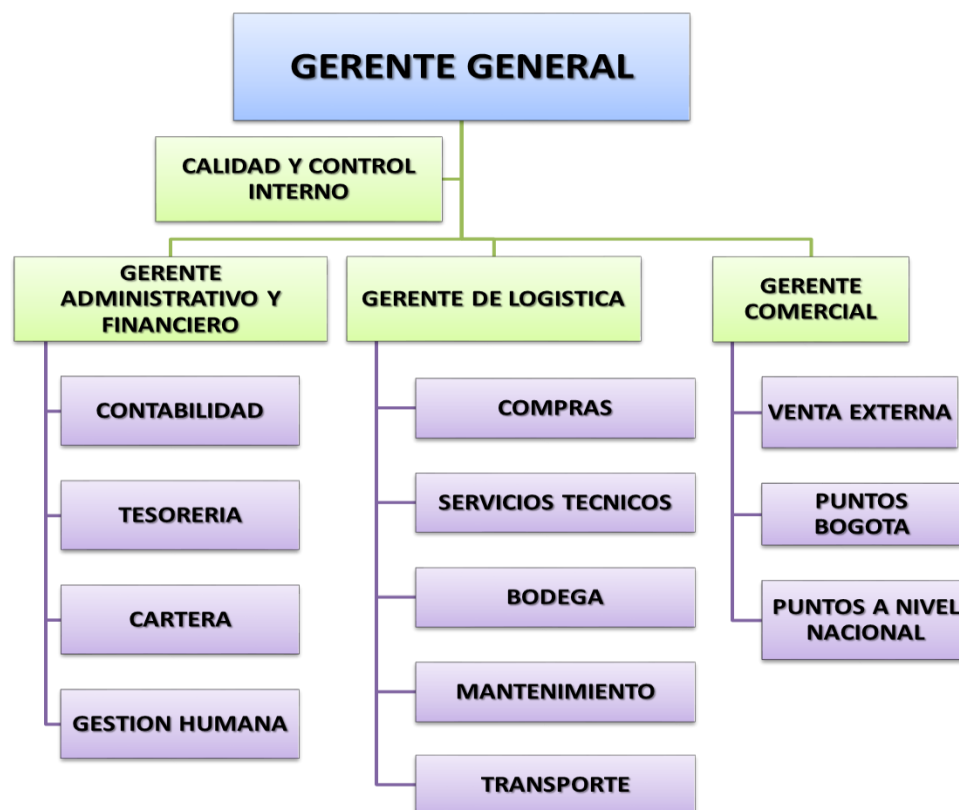 GERENTE GENERAL
CALIDAD Y CONTROL
INTERNO
GERENTE
ADMINISTRATIVO Y
FINANCIERO
CONTABILIDAD
TESORERIA
CARTERA
GESTION HUMANA
GERENTE DE LOGISTICA
COMPRAS
SERVICIOS TECNICOS
BODEGA
MANTENIMIENTO
TRANSPORTE
GERENTE
COMERCIAL
VENTA EXTERNA
PUNTOS
BOGOTA
PUNTOS A NIVEL
NACIONAL